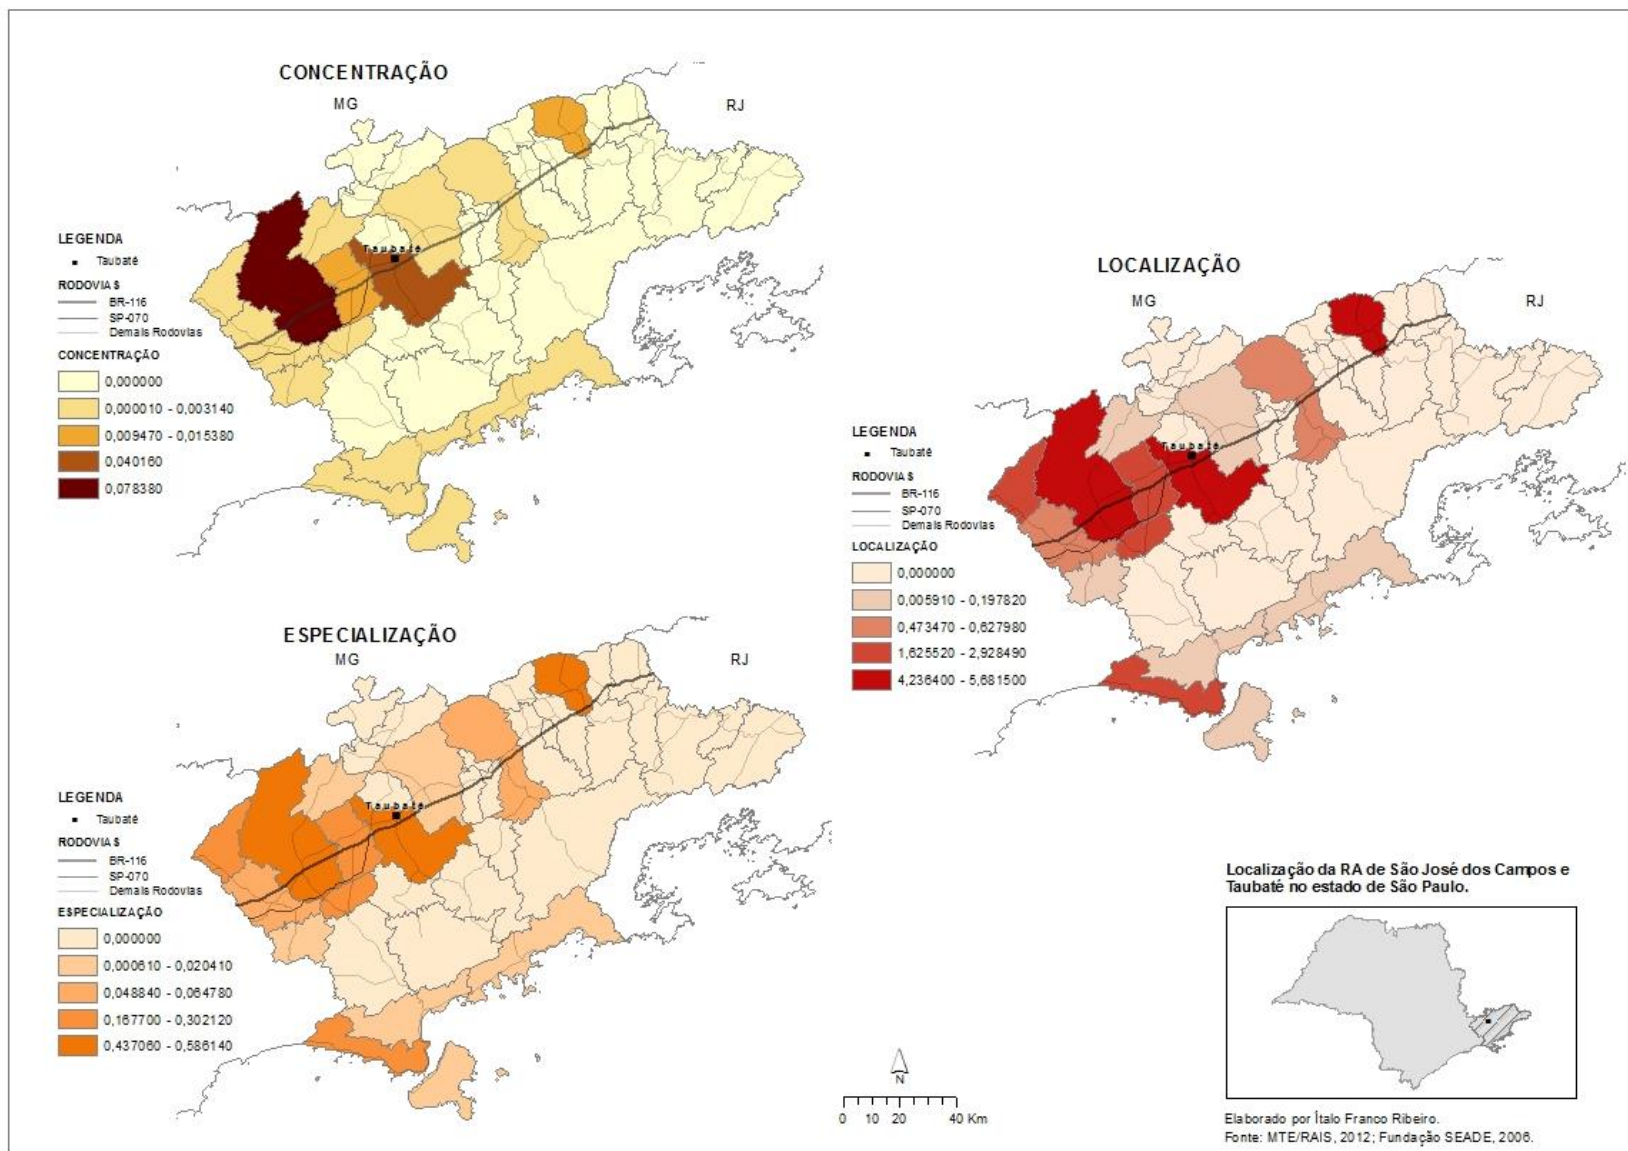 CONCENTRAÇÃO
MG
RJ
Taubaté
LEGENDA
Taubaté
RODOVIAS
BR-116
SP-070
Demais Rodovias
CONCENTRAÇÃO
0,000000
0,000010 - 0,003140
0,009470 - 0,015380
0,040160
0,078380
LOCALIZAÇÃO
MG
RJ
Taubaté
LEGENDA
Taubaté
RODOVIAS
BR-116
SP-070
Demais Rodovias
LOCALIZAÇÃO
0,000000
0,005910 - 0,197820
0,473470 - 0,627980
1,625520 - 2,928490
4,236400 - 5,681500
ESPECIALIZAÇÃO
MG
RJ
Taubaté
LEGENDA
Taubaté
RODOVIAS
BR-116
SP-070
Demais Rodovias
ESPECIALIZAÇÃO
0,000000
0,000610 - 0,020410
0,048840 - 0,064780
0,167700 - 0,302120
0,437060 - 0,586140
N
0 10 20 40 Km
Localização da RA de São José dos Campos e
Taubaté no estado de São Paulo.
Elaborado por Ítalo Franco Ribeiro.
Fonte: MTE/RAIS, 2012; Fundação SEADE, 2006.